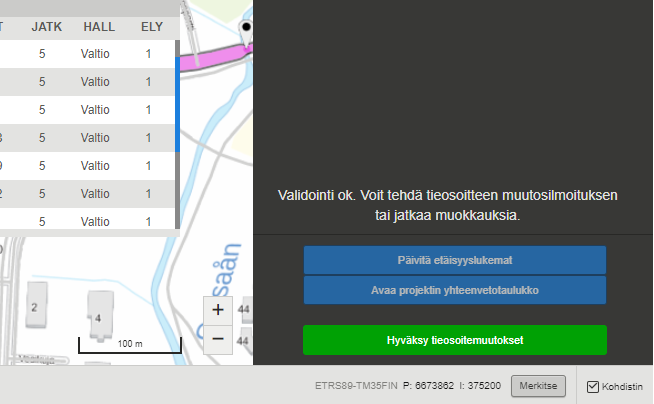 T JATK HALL ELY
5 Valtio 1
5 Valtio 1
5 Valtio 1
3 5 Valtio 1
9 5 Valtio 1
2 5 Valtio 1
5 Valtio 1
Validointi ok. Voit tehdä tieosoitteen muutosilmoituksen
tai jatkaa muokkauksia.
Päivitä etäisyyslukemat
Avaa projektin yhteenvetotaulukko
Hyväksy tieosoitemuutokset
saån
2
4
44
44
+
−
100 m
ETRS89-TM35FIN P: 6673862 I: 375200 Merkitse Kohdistin